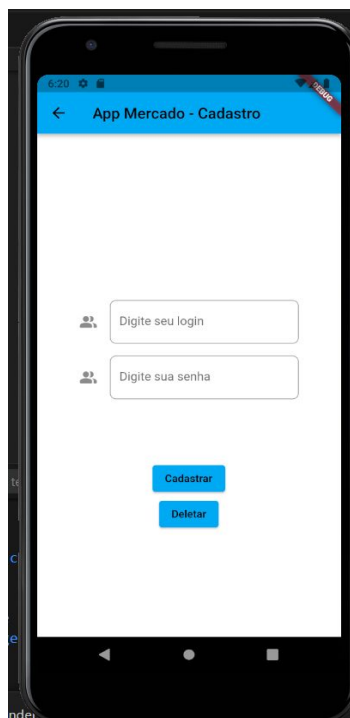 6:20
DEBUG
App Mercado - Cadastro
Digite seu login
Digite sua senha
Cadastrar
Deletar